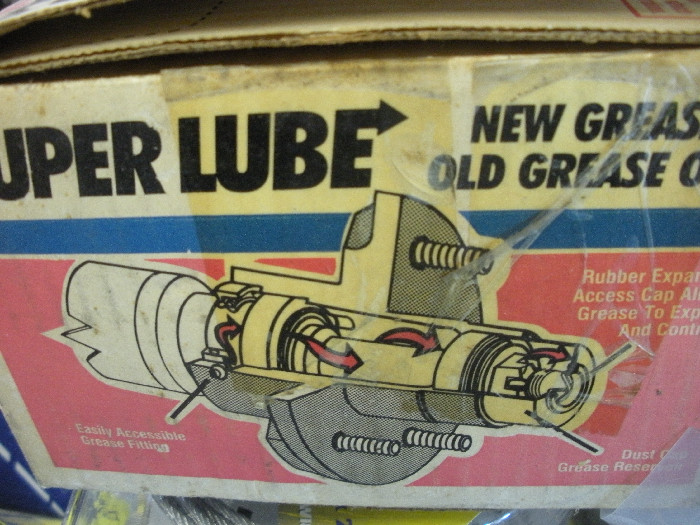 UPER LUBE
NEW GREAS
OLD GREASE O
Rubber Expa
Access Cap Al
Grease To Exp
And Cont
Easily Accessible
Grease Fitting
Dust
Grease Rese